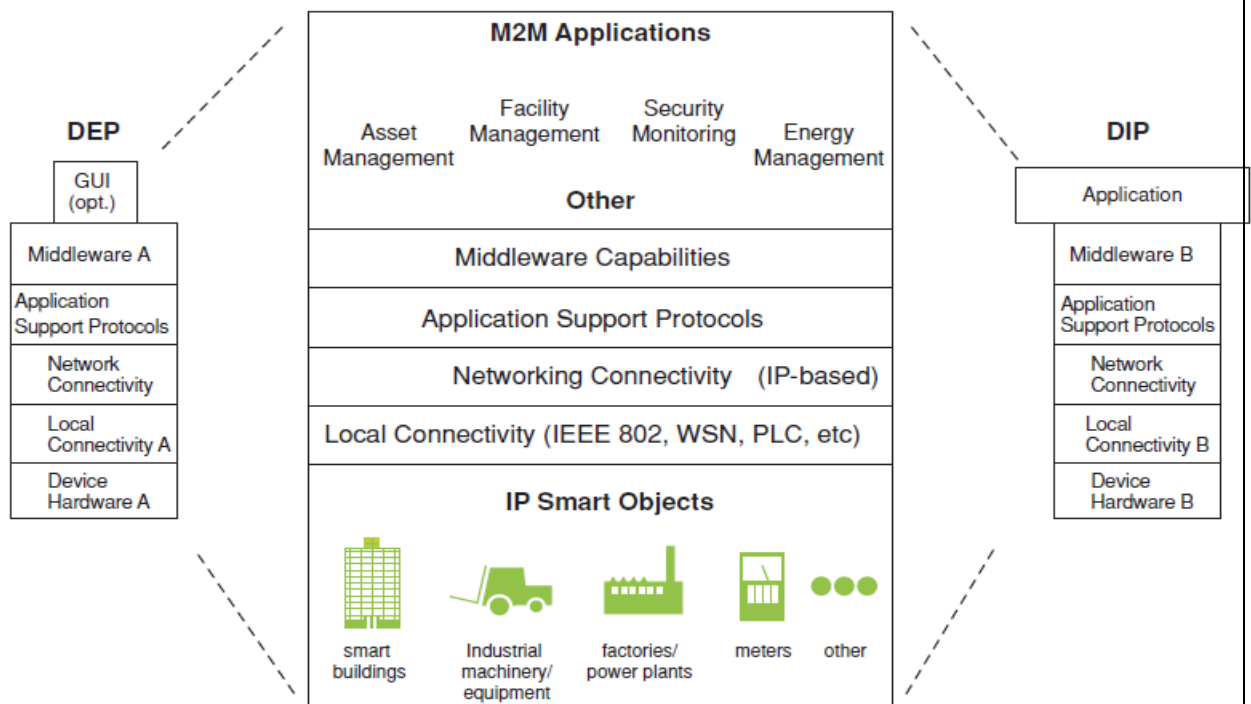 M2M Applications
Asset
Management
Facility
Management
Security
Monitoring
Energy
Management
Other
Middleware Capabilities
Application Support Protocols
Networking Connectivity (IP-based)
Local Connectivity (IEEE 802, WSN, PLC, etc)
IP Smart Objects
smart
buildings
Industrial
machinery/
equipment
factories/
power plants
meters
other
DEP
GUI
(opt.)
Middleware A
Application
Support Protocols
Network
Connectivity
Local
Connectivity A
Device
Hardware A
DIP
Application
Middleware B
Application
Support Protocols
Network
Connectivity
Local
Connectivity B
Device
Hardware B